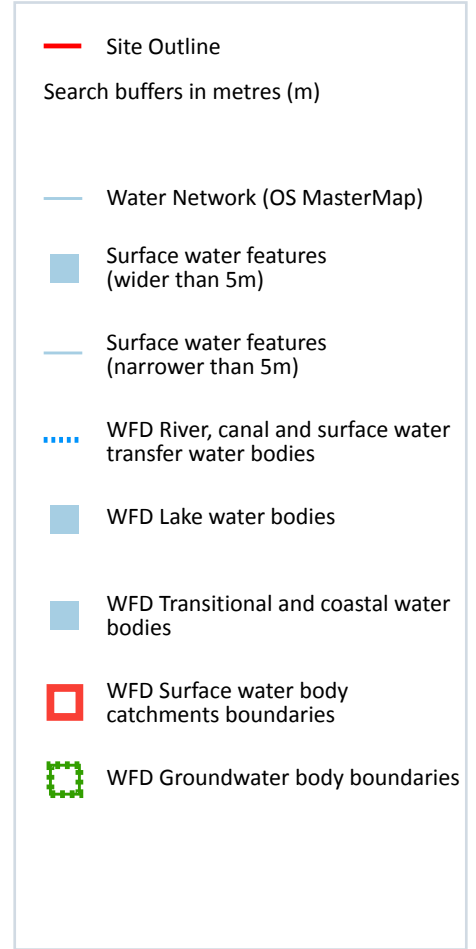 Site Outline
Search buffers in metres (m)
Water Network (OS MasterMap)
Surface water features
(wider than 5m)
Surface water features
(narrower than 5m)
WFD River, canal and surface water
transfer water bodies
WFD Lake water bodies
WFD Transitional and coastal water
bodies
WFD Surface water body
catchments boundaries
WFD Groundwater body boundaries